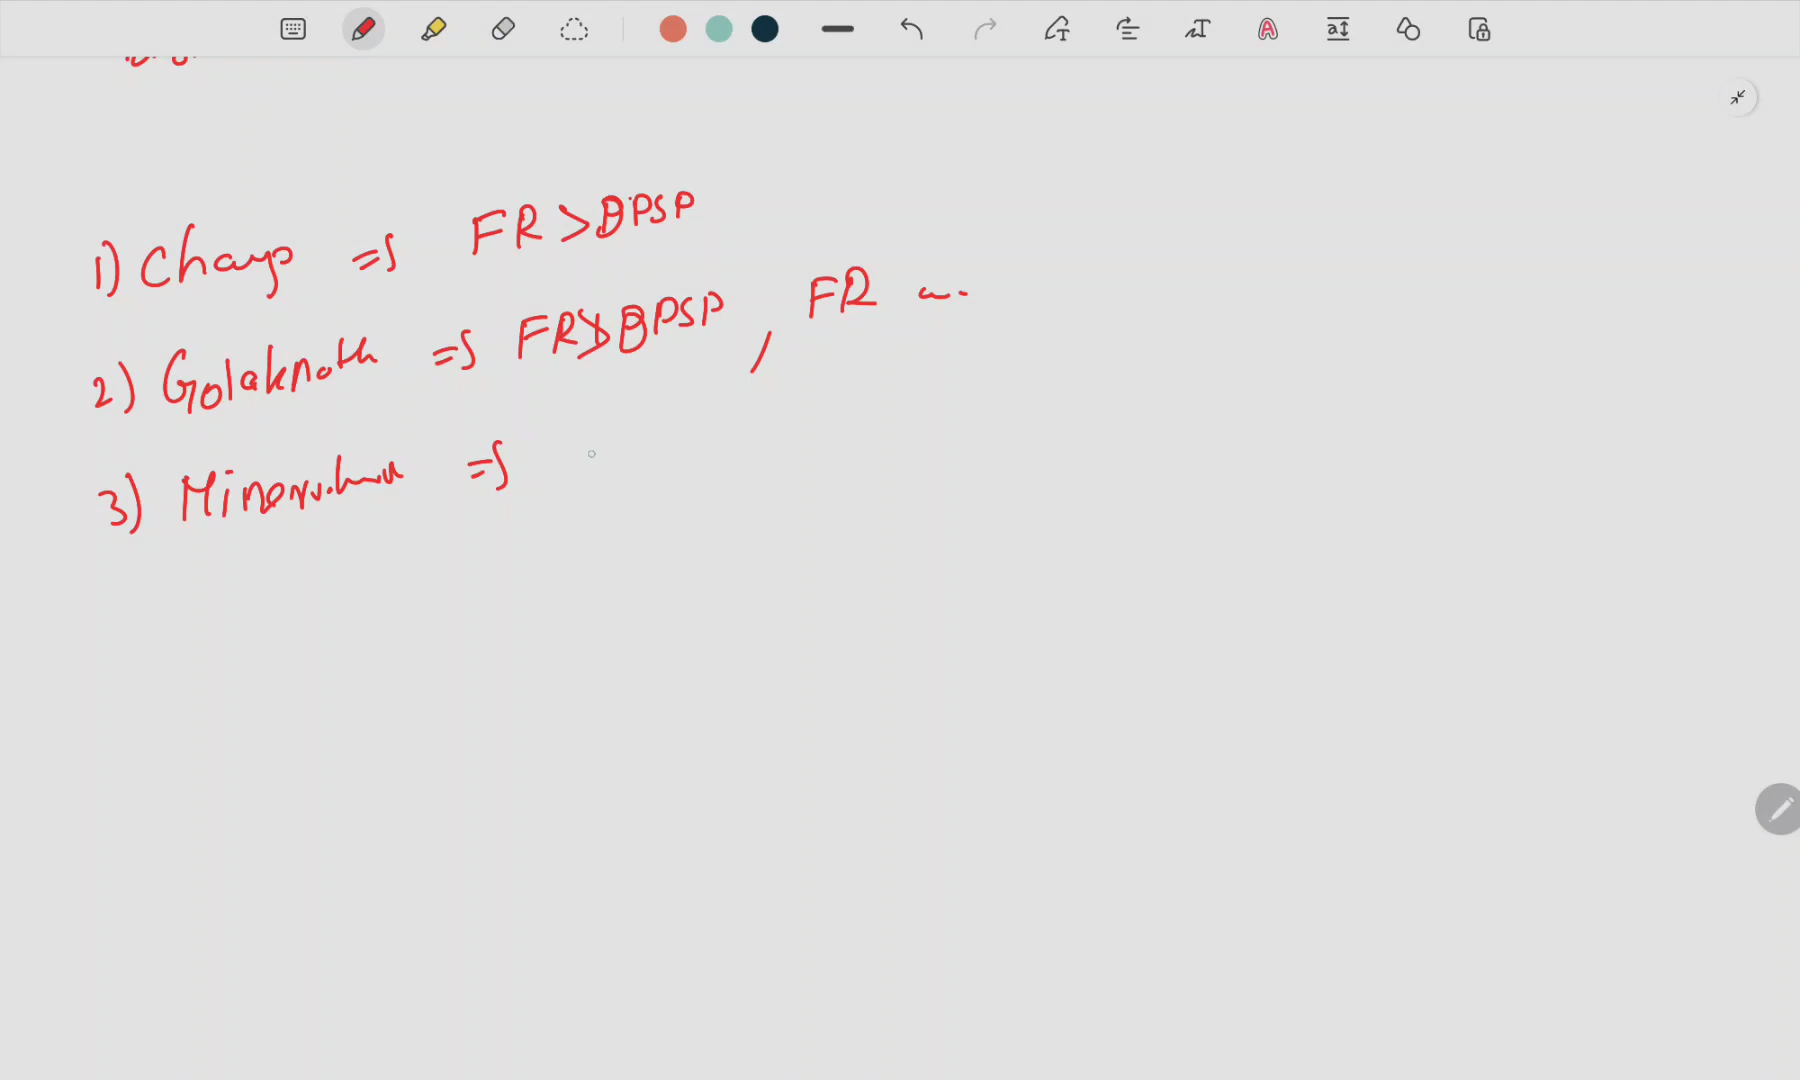 1) Champ => FR > DPSP
2) Golaknath => FR > DPSP, FR
3) Minerva =>